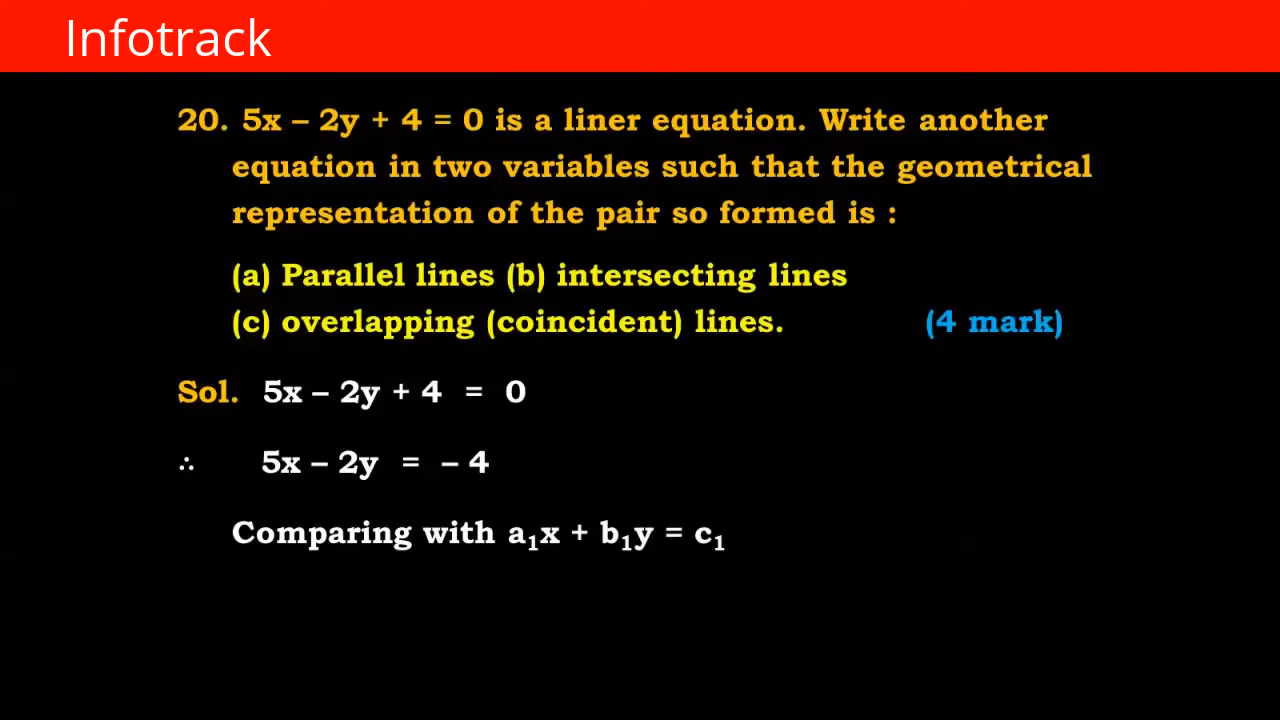 Infotrack
20. 5x – 2y + 4 = 0 is a liner equation. Write another
equation in two variables such that the geometrical
representation of the pair so formed is :
(a) Parallel lines (b) intersecting lines
(c) overlapping (coincident) lines. (4 mark)
Sol. 5x – 2y + 4 = 0
∴ 5x – 2y = – 4
Comparing with a₁x + b₁y = c₁